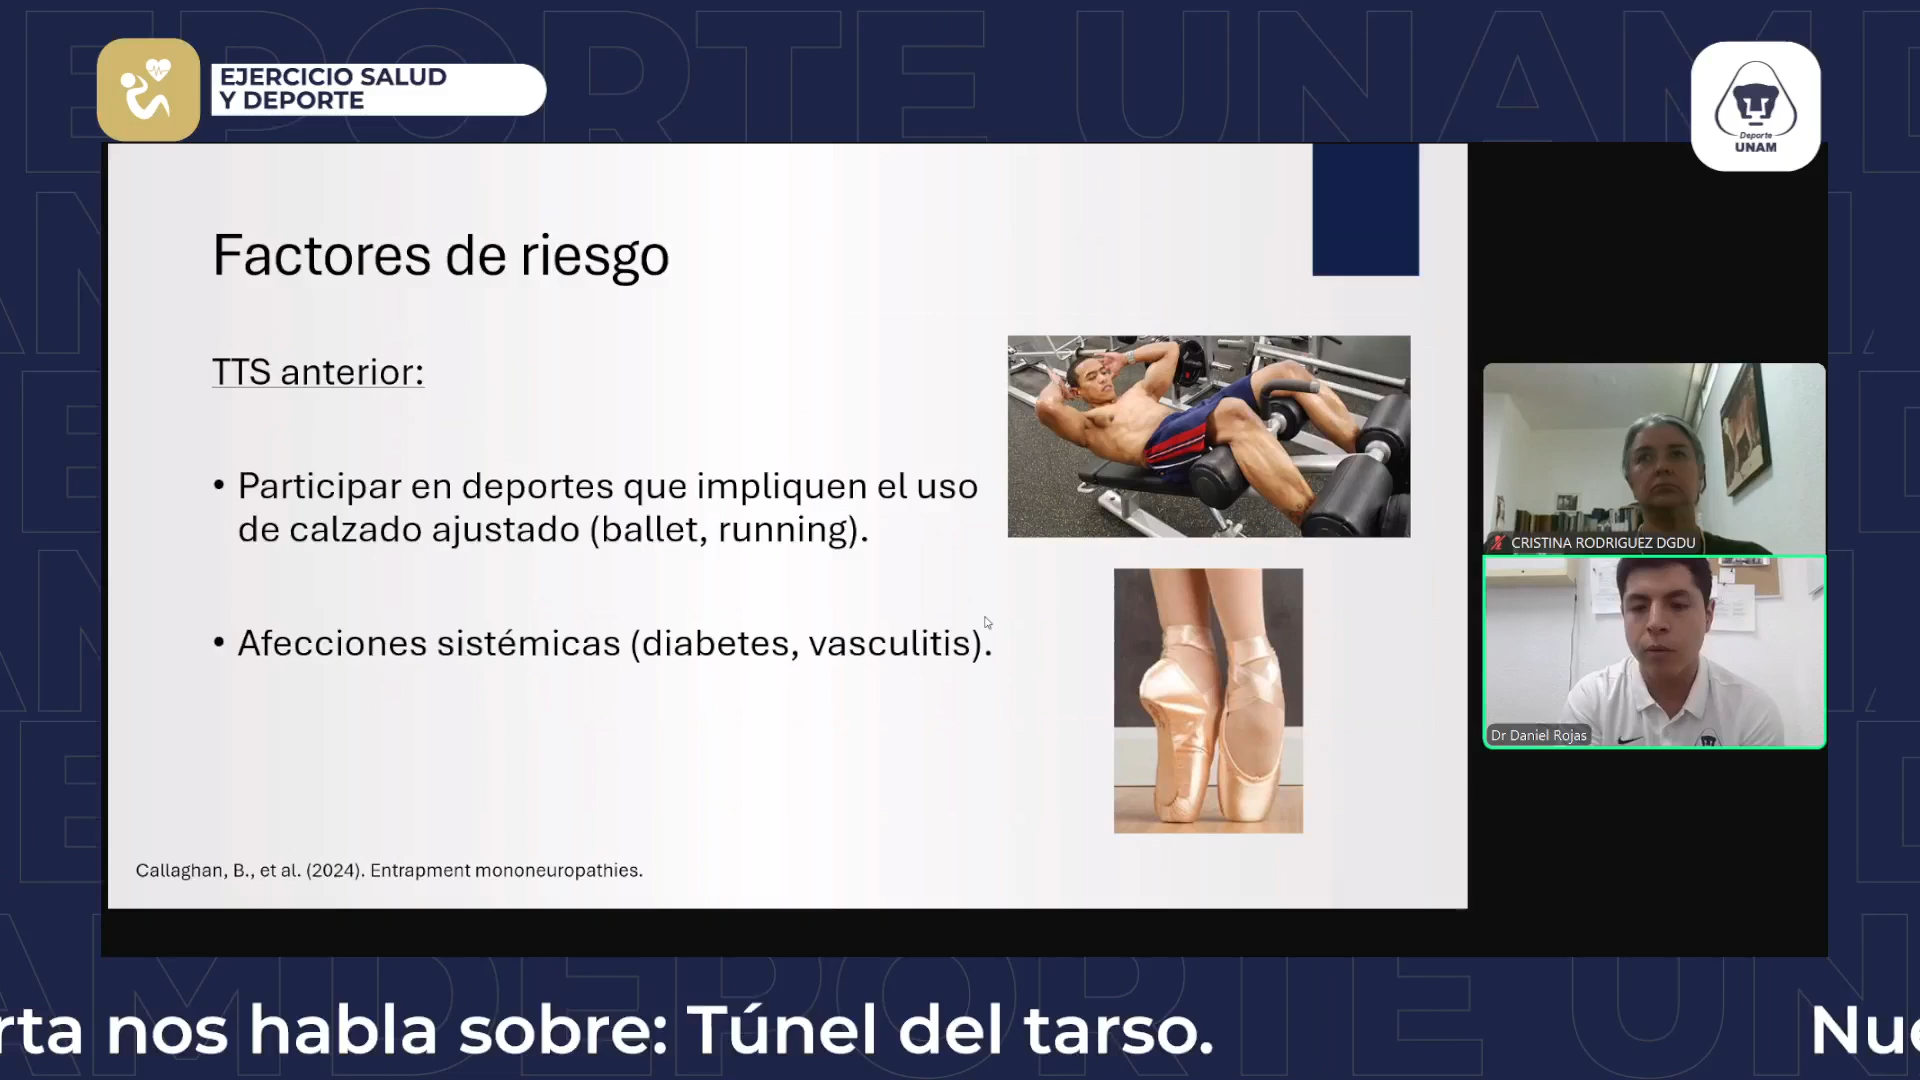 EJERCICIO SALUD
Y DEPORTE
Deporte
UNAM
Factores de riesgo
TTS anterior:
• Participar en deportes que impliquen el uso
de calzado ajustado (ballet, running).
• Afecciones sistémicas (diabetes, vasculitis).
Callaghan, B., et al. (2024). Entrapment mononeuropathies.
CRISTINA RODRIGUEZ DGDU
Dr Daniel Rojas
rta nos habla sobre: Túnel del tarso.
Nue